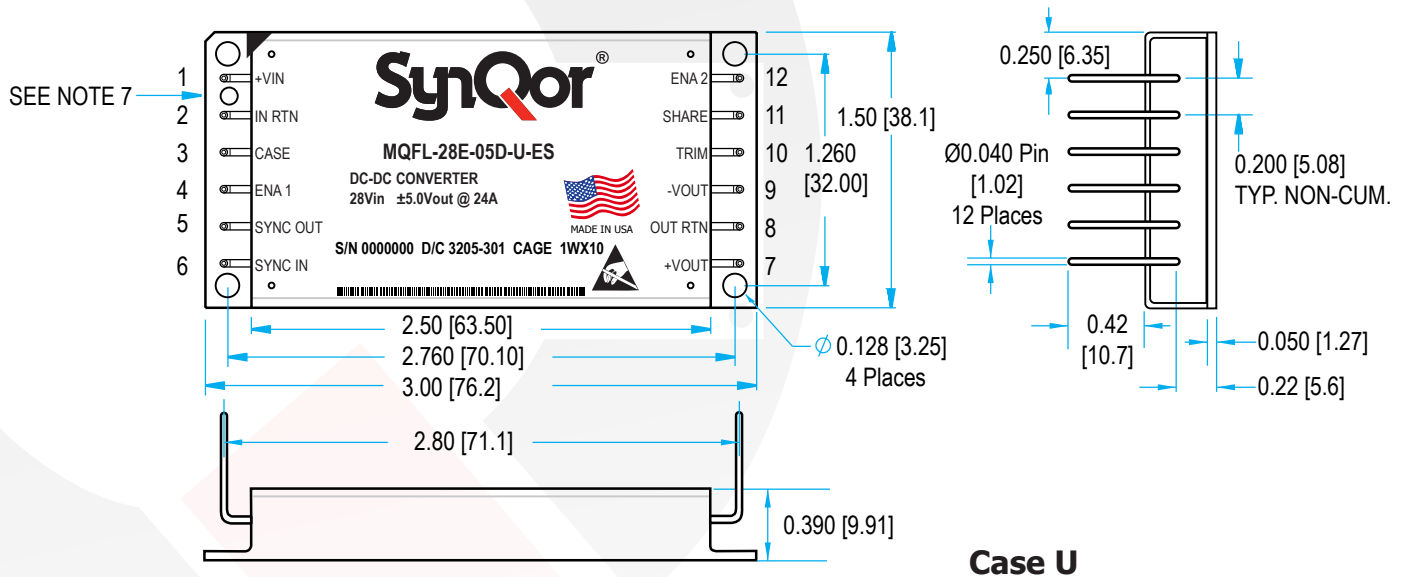 SynQor®
MQFL-28E-05D-U-ES
DC-DC CONVERTER
28Vin ±5.0Vout @ 24A
MADE IN USA
S/N 0000000 D/C 3205-301 CAGE 1WX10
SEE NOTE 7
1 +VIN
2 IN RTN
3 CASE
4 ENA 1
5 SYNC OUT
6 SYNC IN
ENA 2 12
SHARE 11
TRIM 10
-VOUT 9
OUT RTN 8
+VOUT 7
1.260
[32.00]
1.50 [38.1]
2.50 [63.50]
2.760 [70.10]
3.00 [76.2]
Ø 0.128 [3.25]
4 Places
0.250 [6.35]
Ø0.040 Pin
[1.02]
12 Places
0.200 [5.08]
TYP. NON-CUM.
0.42
[10.7]
0.050 [1.27]
0.22 [5.6]
2.80 [71.1]
0.390 [9.91]
Case U